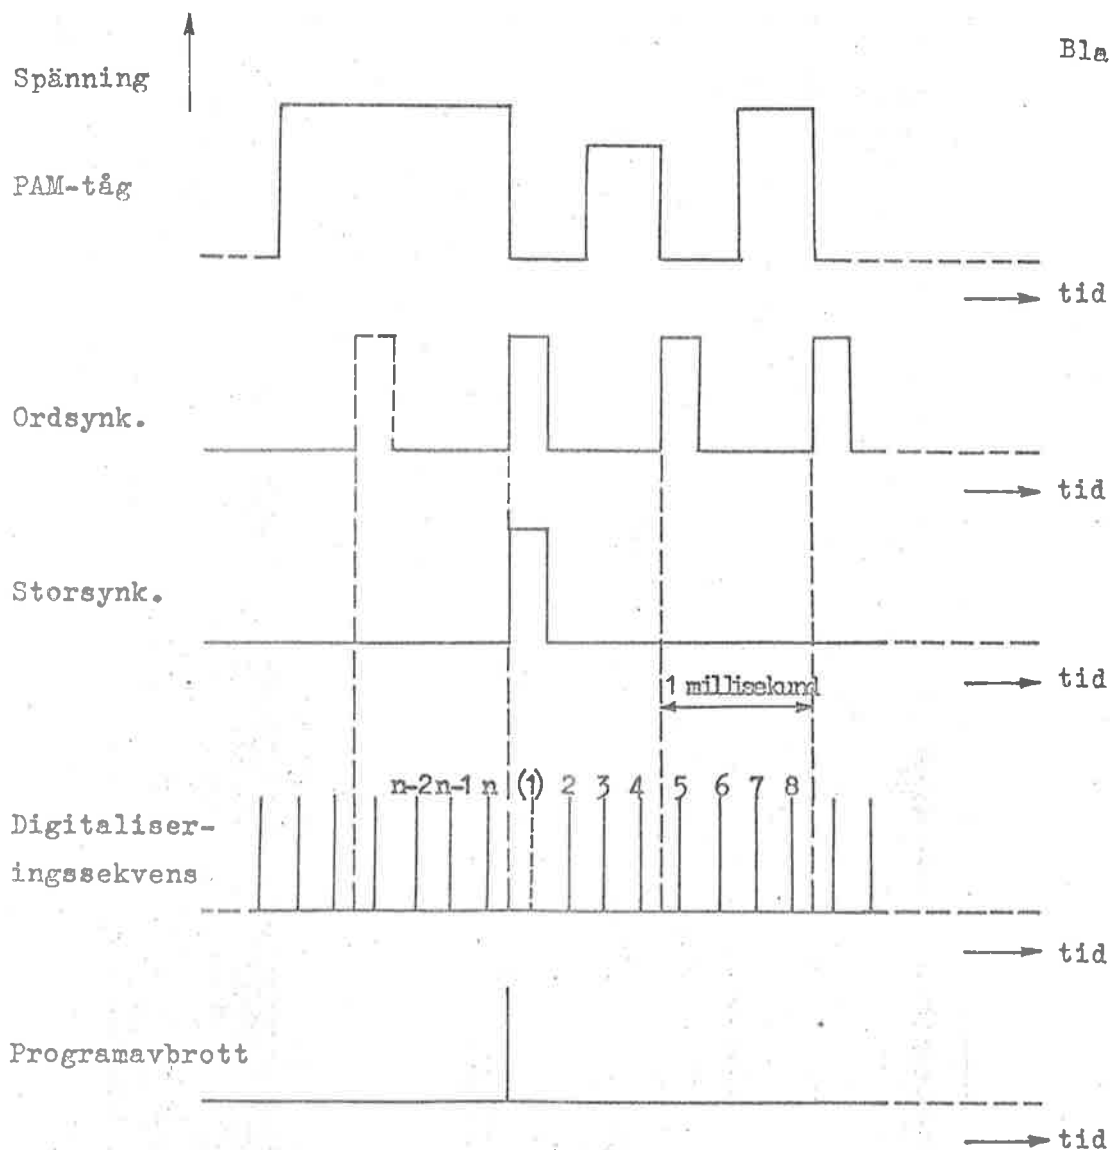 Bla
Spänning
PAM-tåg
tid
Ordsynk.
tid
Storsynk.
tid
1 millisekund
n-2 n-1 n (1) 2 3 4 5 6 7 8
Digitaliser-
ingssekvens
tid
Programavbrott
tid